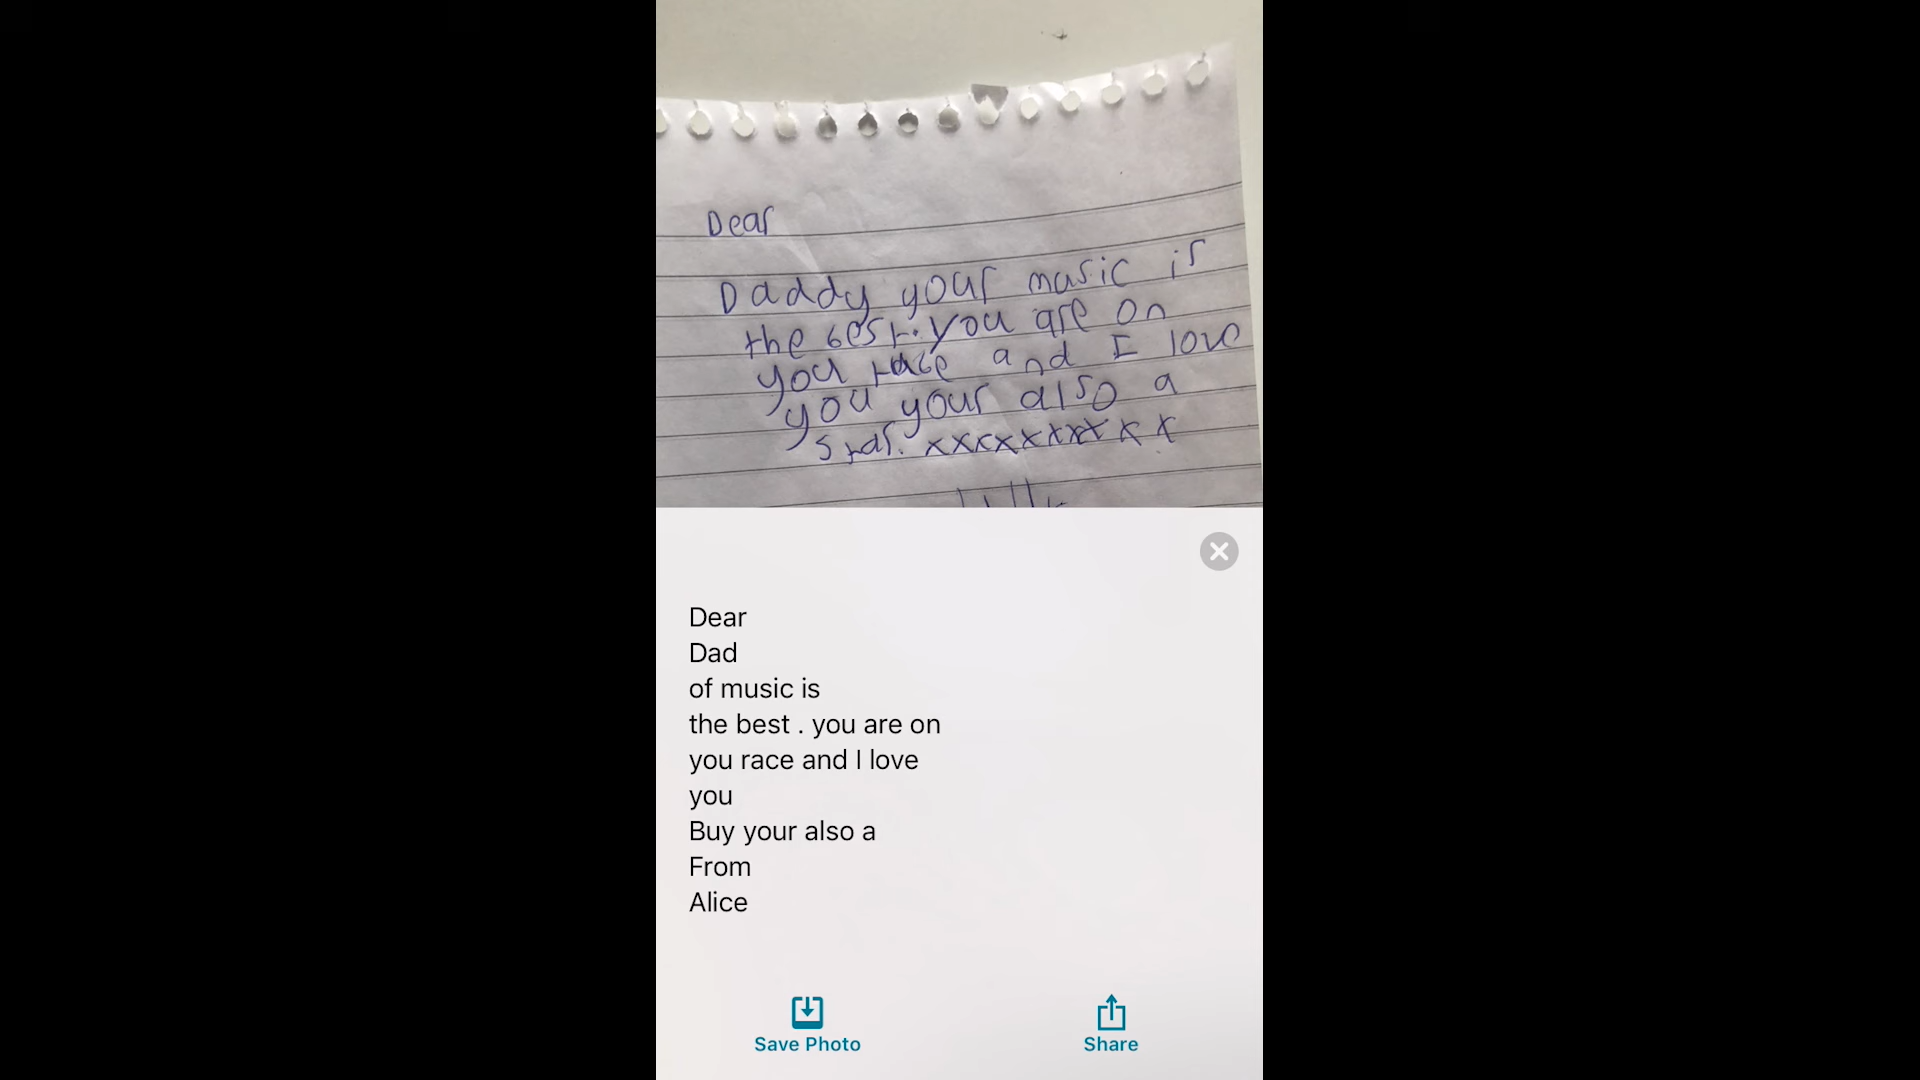 Dear
Daddy your music is
the best. you are on
you race and I love
you your also a
star. xxxxxxxxxx
Dear
Dad
of music is
the best . you are on
you race and I love
you
Buy your also a
From
Alice
Save Photo
Share